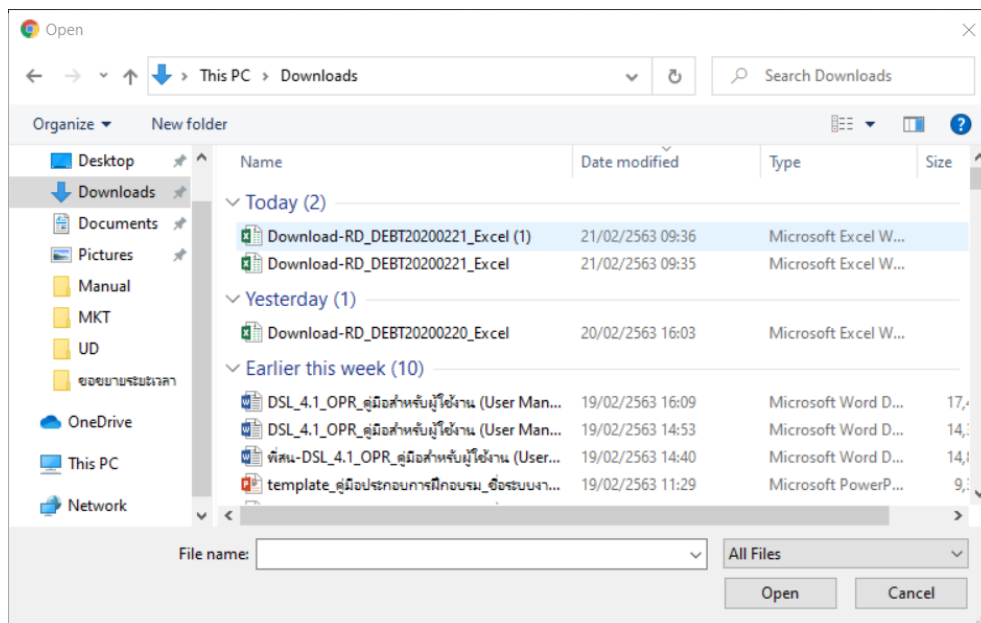 Open
This PC > Downloads
Search Downloads
Organize
New folder
Name
Date modified
Type
Size
Desktop
Downloads
Documents
Pictures
Manual
MKT
UD
ขอขยายระยะเวลา
OneDrive
This PC
Network
Today (2)
Download-RD_DEBT20200221_Excel (1) 21/02/2563 09:36 Microsoft Excel W...
Download-RD_DEBT20200221_Excel 21/02/2563 09:35 Microsoft Excel W...
Yesterday (1)
Download-RD_DEBT20200220_Excel 20/02/2563 16:03 Microsoft Excel W...
Earlier this week (10)
DSL_4.1_OPR_คู่มือสำหรับผู้ใช้งาน (User Man... 19/02/2563 16:09 Microsoft Word D... 17,
DSL_4.1_OPR_คู่มือสำหรับผู้ใช้งาน (User Man... 19/02/2563 14:53 Microsoft Word D... 14,
พี่สน-DSL_4.1_OPR_คู่มือสำหรับผู้ใช้งาน (User... 19/02/2563 14:40 Microsoft Word D... 14,
template_คู่มือประกอบการฝึกอบรม_ชื่อระบบงา... 19/02/2563 11:29 Microsoft PowerP... 9,
File name:
All Files
Open
Cancel